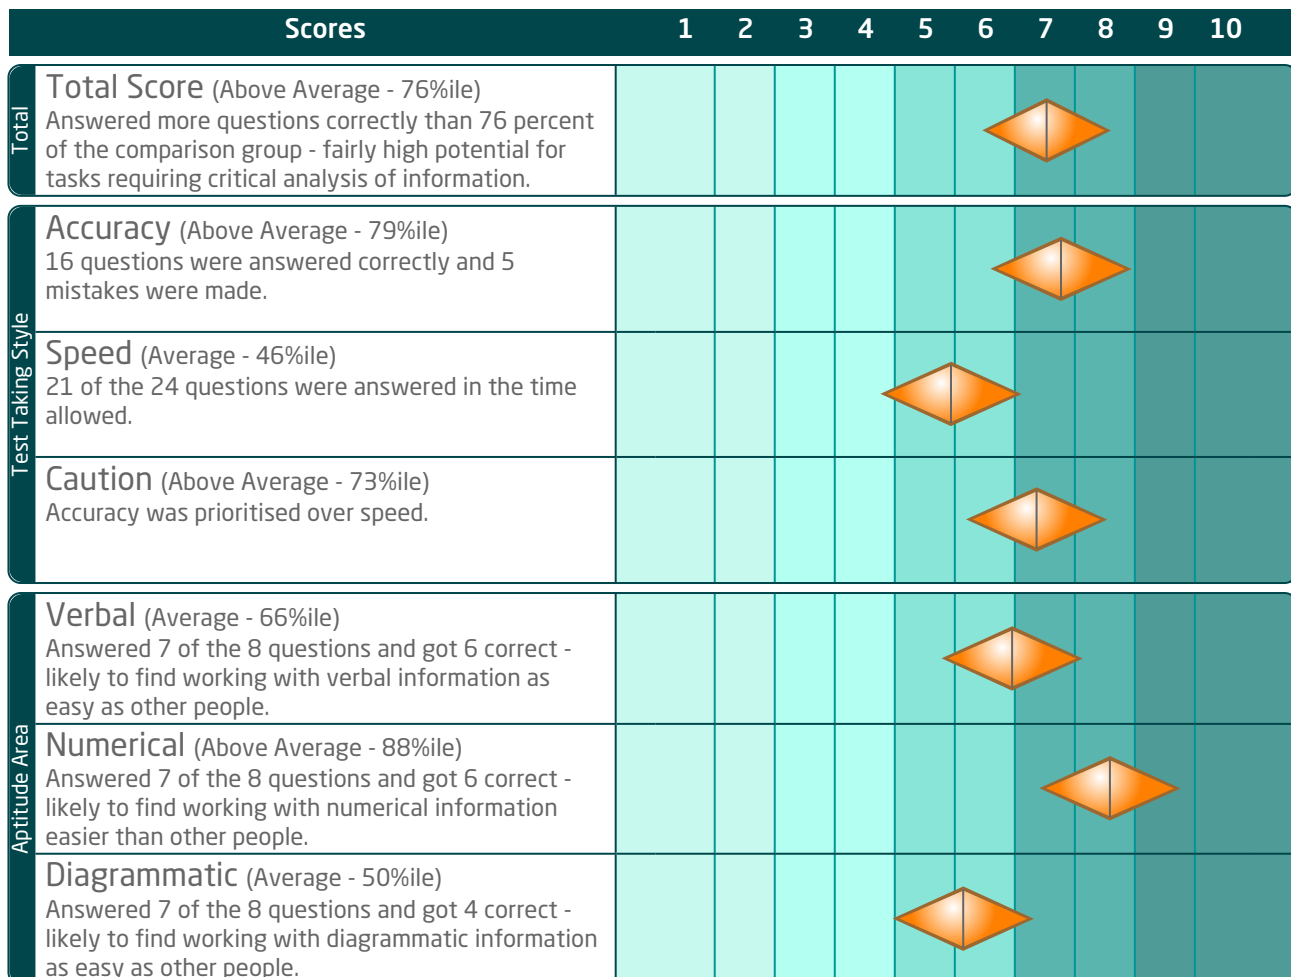 Scores 1 2 3 4 5 6 7 8 9 10
Total
Total Score (Above Average - 76%ile)
Answered more questions correctly than 76 percent
of the comparison group - fairly high potential for
tasks requiring critical analysis of information.
Test Taking Style
Accuracy (Above Average - 79%ile)
16 questions were answered correctly and 5
mistakes were made.
Speed (Average - 46%ile)
21 of the 24 questions were answered in the time
allowed.
Caution (Above Average - 73%ile)
Accuracy was prioritised over speed.
Aptitude Area
Verbal (Average - 66%ile)
Answered 7 of the 8 questions and got 6 correct -
likely to find working with verbal information as
easy as other people.
Numerical (Above Average - 88%ile)
Answered 7 of the 8 questions and got 6 correct -
likely to find working with numerical information
easier than other people.
Diagrammatic (Average - 50%ile)
Answered 7 of the 8 questions and got 4 correct -
likely to find working with diagrammatic information
as easy as other people.